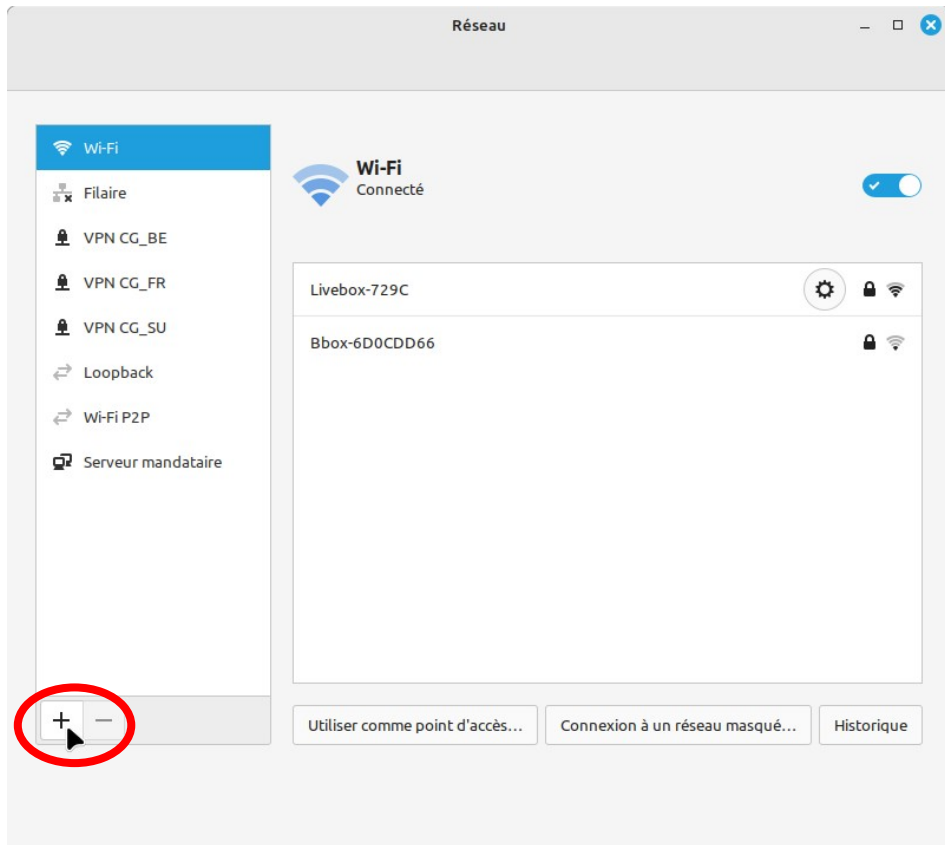 Réseau
Wi-Fi
Filaire
VPN CG_BE
VPN CG_FR
VPN CG_SU
Loopback
Wi-Fi P2P
Serveur mandataire
Wi-Fi
Connecté
Livebox-729C
Bbox-6D0CDD66
Utiliser comme point d'accès...
Connexion à un réseau masqué...
Historique